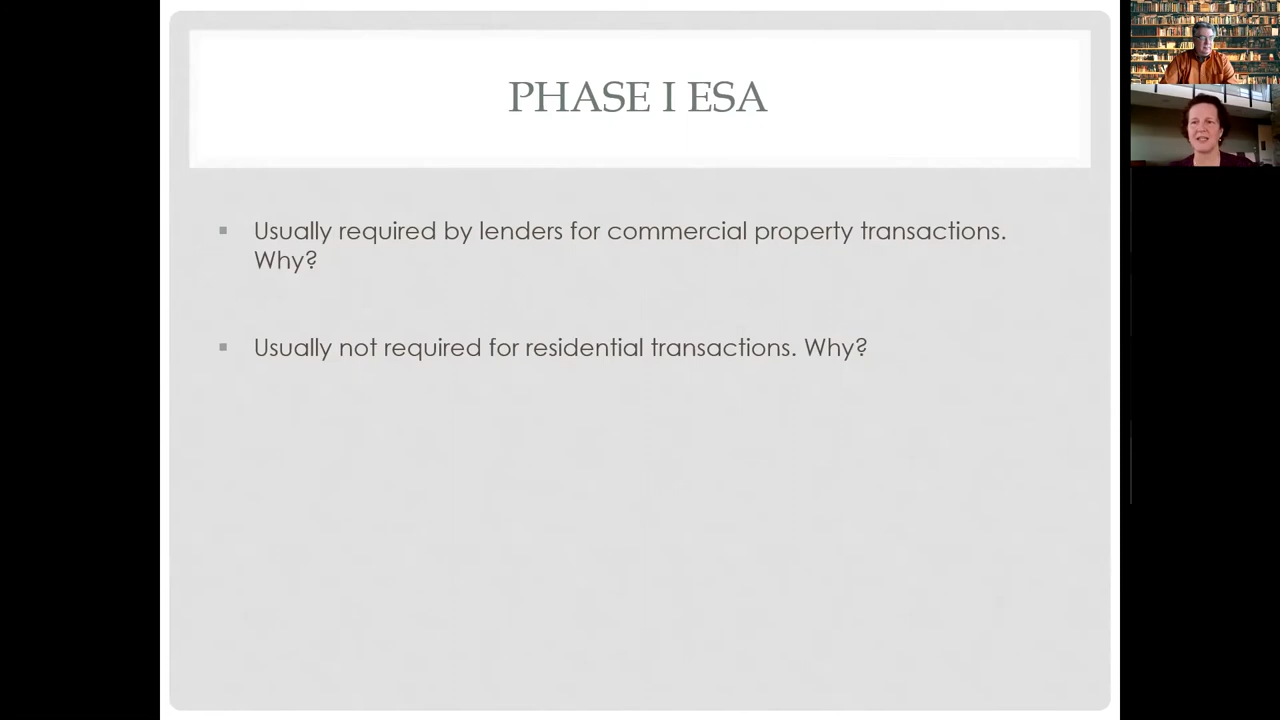 PHASE I ESA
▪ Usually required by lenders for commercial property transactions.
Why?
▪ Usually not required for residential transactions. Why?